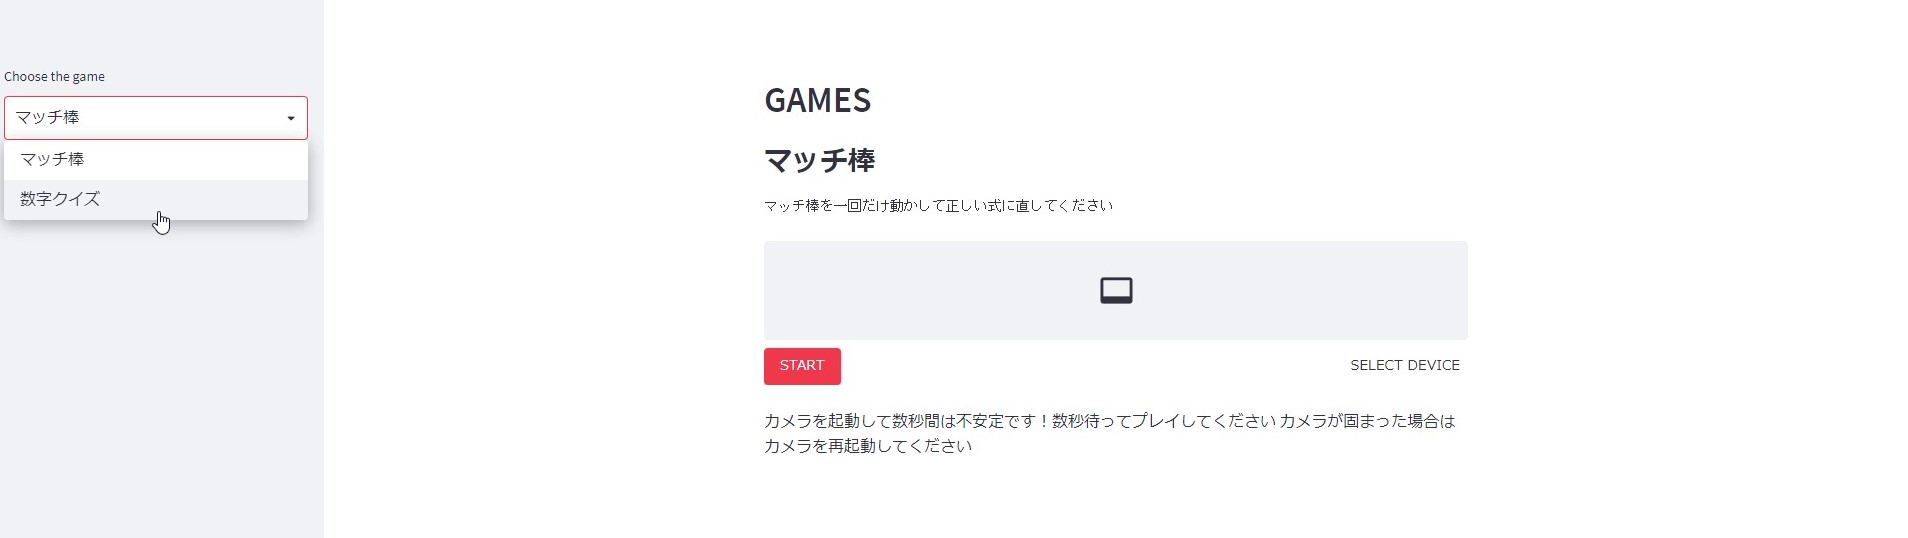 Choose the game
マッチ棒
マッチ棒
数字クイズ
GAMES
マッチ棒
マッチ棒を一回だけ動かして正しい式に直してください
START
SELECT DEVICE
カメラを起動して数秒間は不安定です！数秒待ってプレイしてください カメラが固まった場合は
カメラを再起動してください